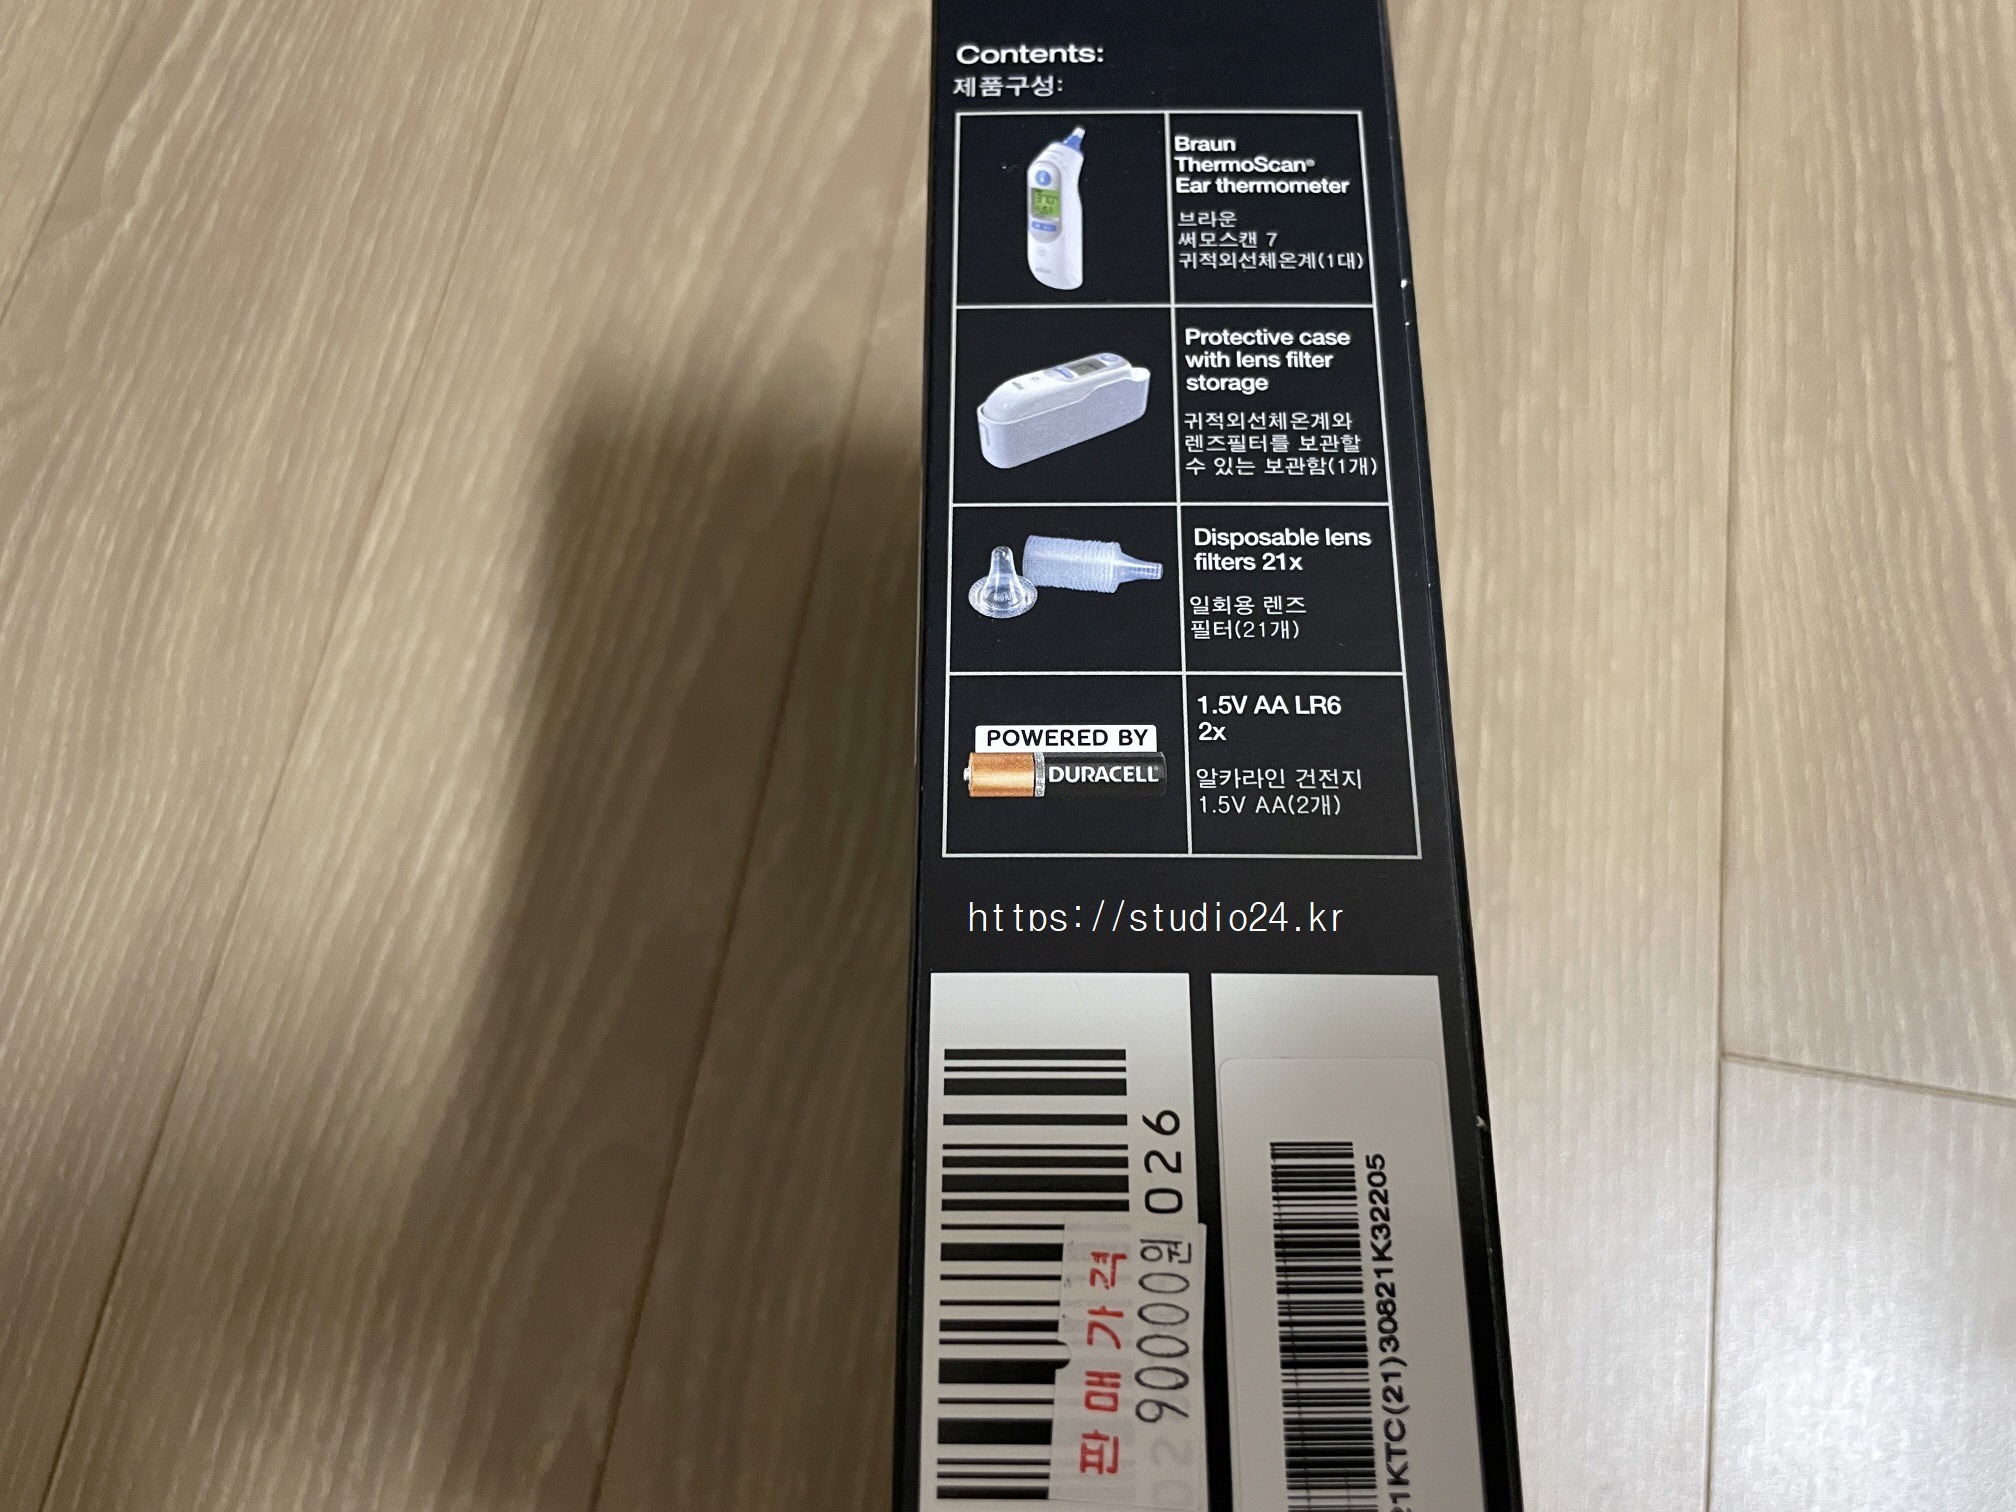 Contents:
제품구성:
Braun
ThermoScan®
Ear thermometer
브라운
써모스캔 7
귀적외선체온계(1대)
Protective case
with lens filter
storage
귀적외선체온계와
렌즈필터를 보관할
수 있는 보관함(1개)
Disposable lens
filters 21x
일회용 렌즈
필터(21개)
POWERED BY
DURACELL
1.5V AA LR6
2x
알카라인 건전지
1.5V AA(2개)
https://studio24.kr
026
판매가격
90000원
1KTC(21)30821K32205